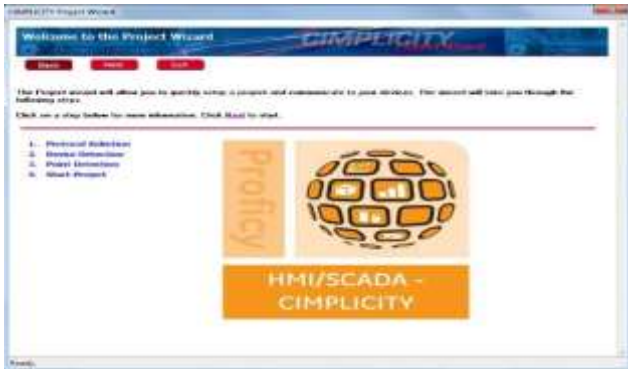 CIMPLICITY Project Wizard
Welcome to the Project Wizard
CIMPLICITY
Back Next Exit
The Project wizard will allow you to quickly setup a project and communicate to your devices. The wizard will take you through the
following steps.
Click on a step below for more information. Click Next to start.
1. Protocol Selection
2. Device Detection
3. Point Detection
4. Start Project
Proficy
HMI/SCADA -
CIMPLICITY
Ready.